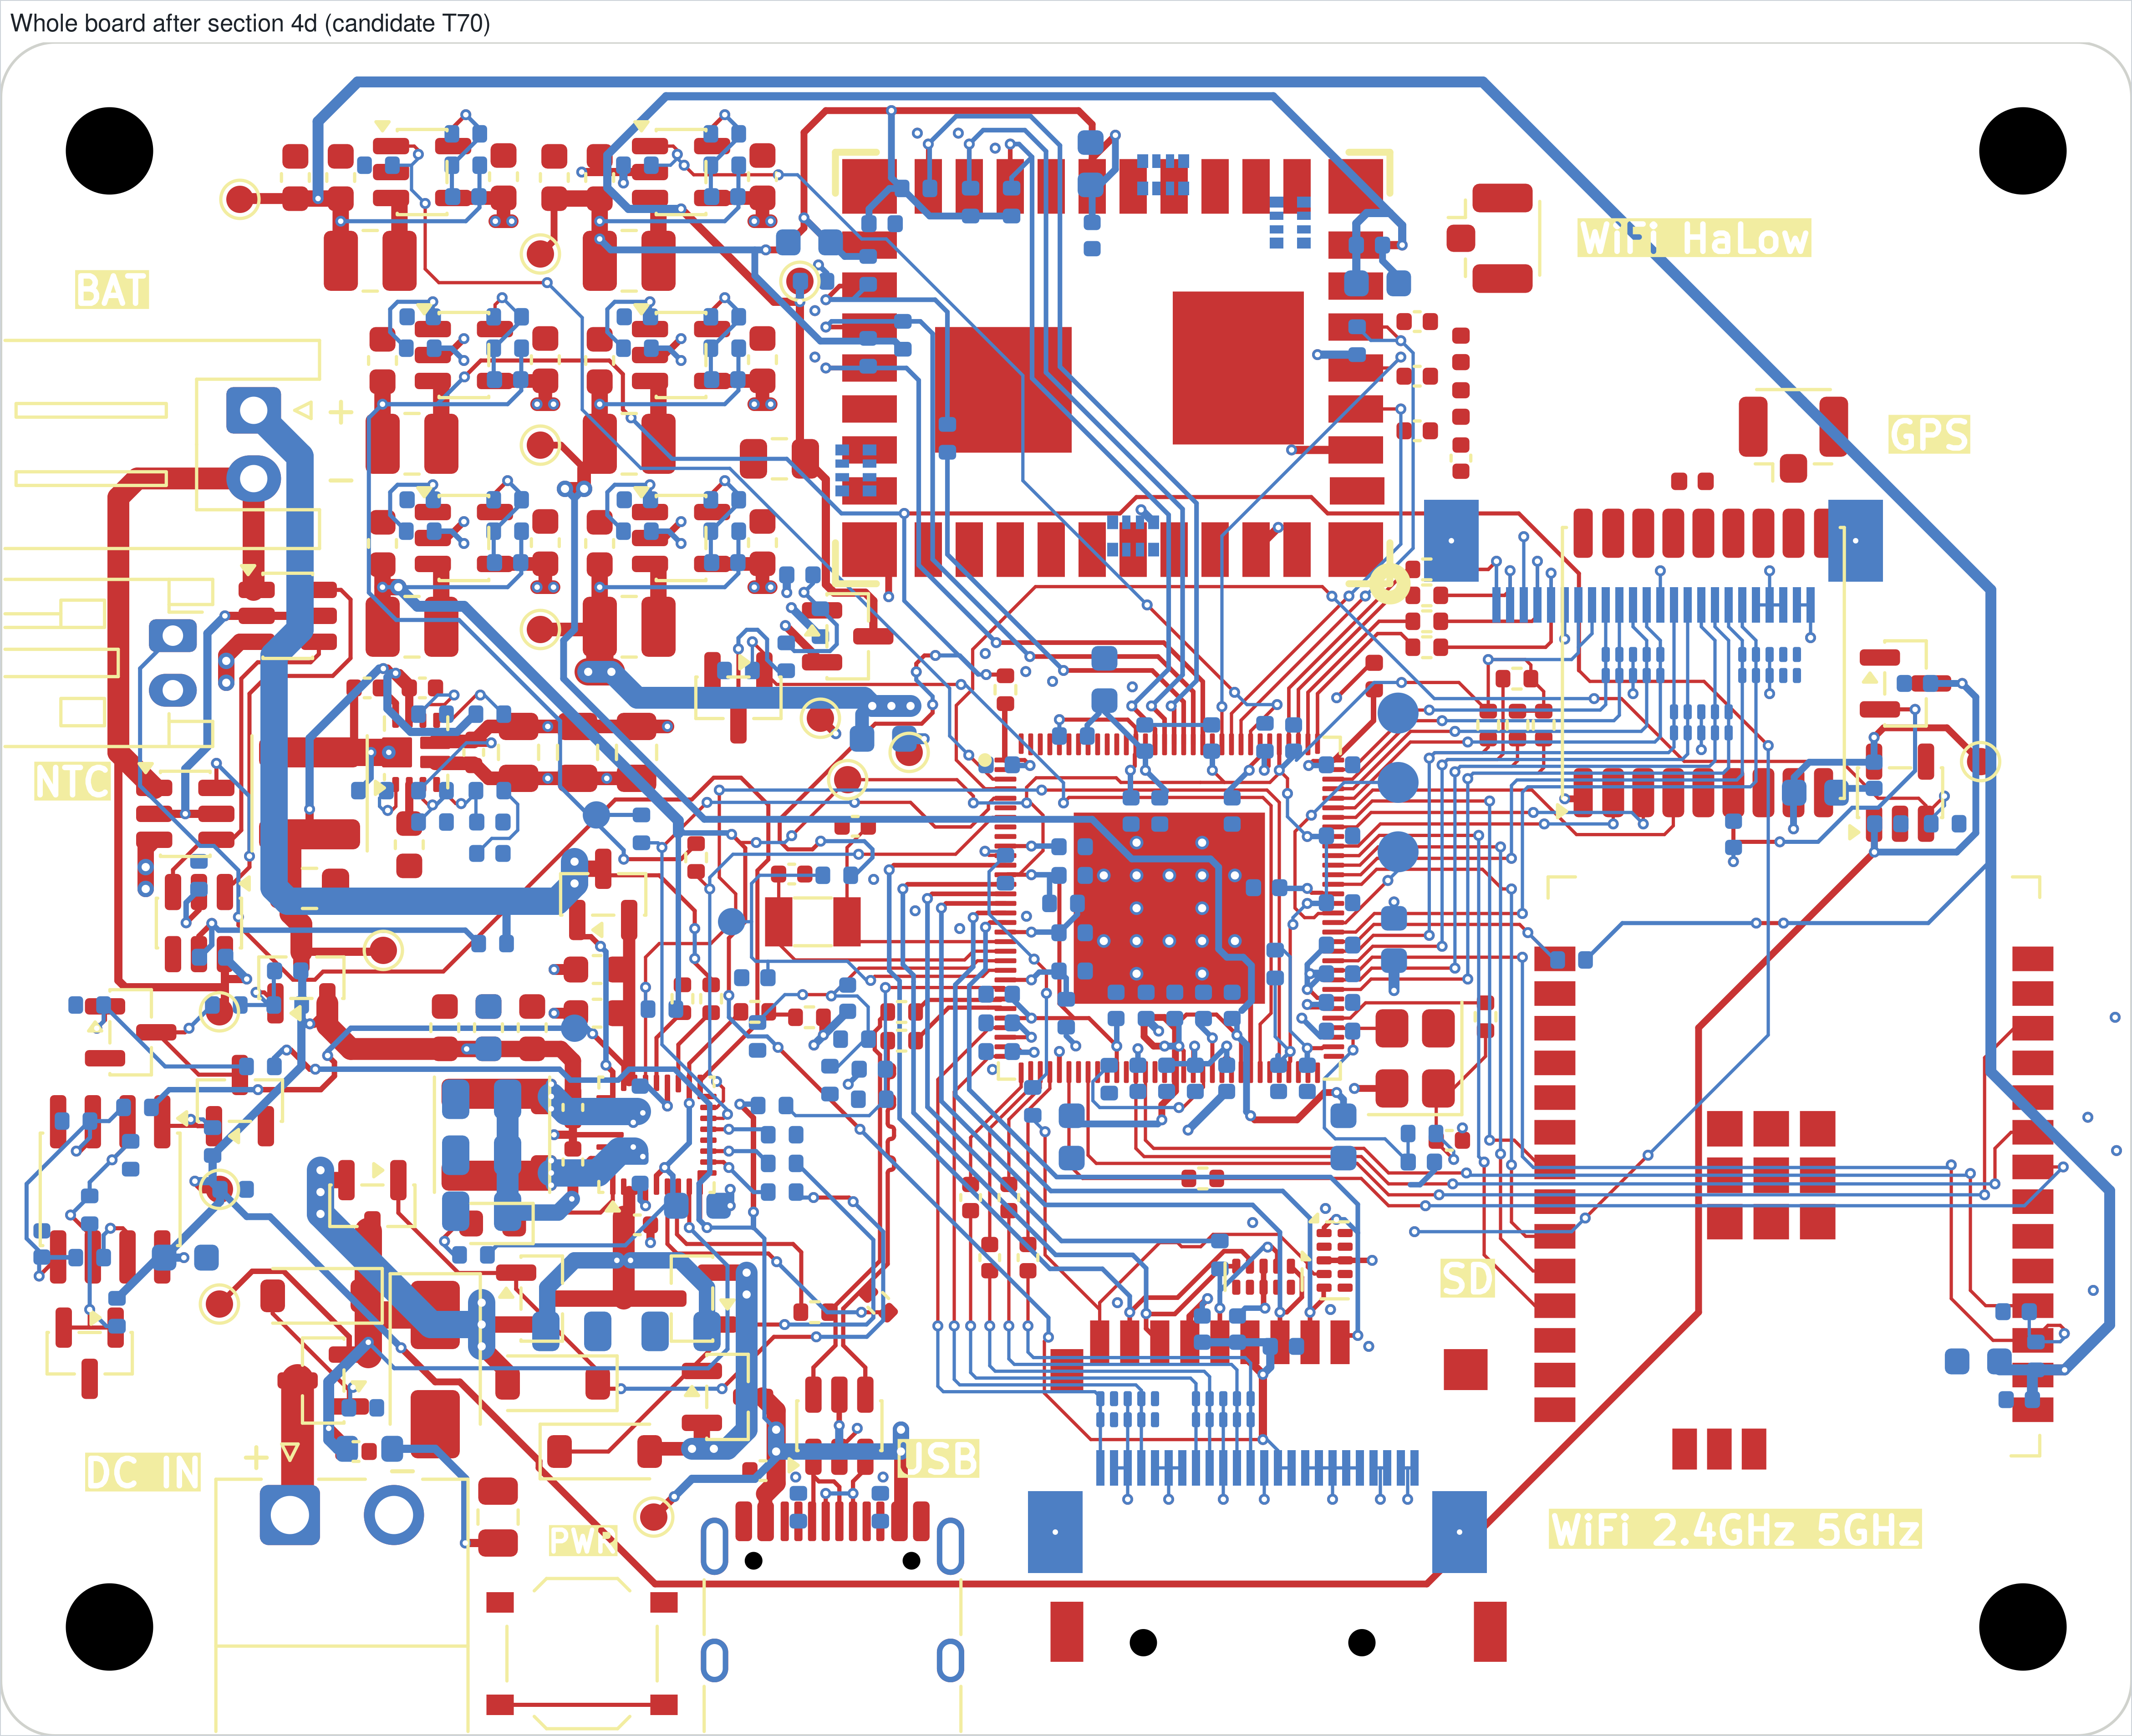 Whole board after section 4d (candidate T70)
WiFi HaLow
BAT
GPS
+
−
NTC
SD
USB
+
−
DC IN
PWR
WiFi 2.4GHz 5GHz